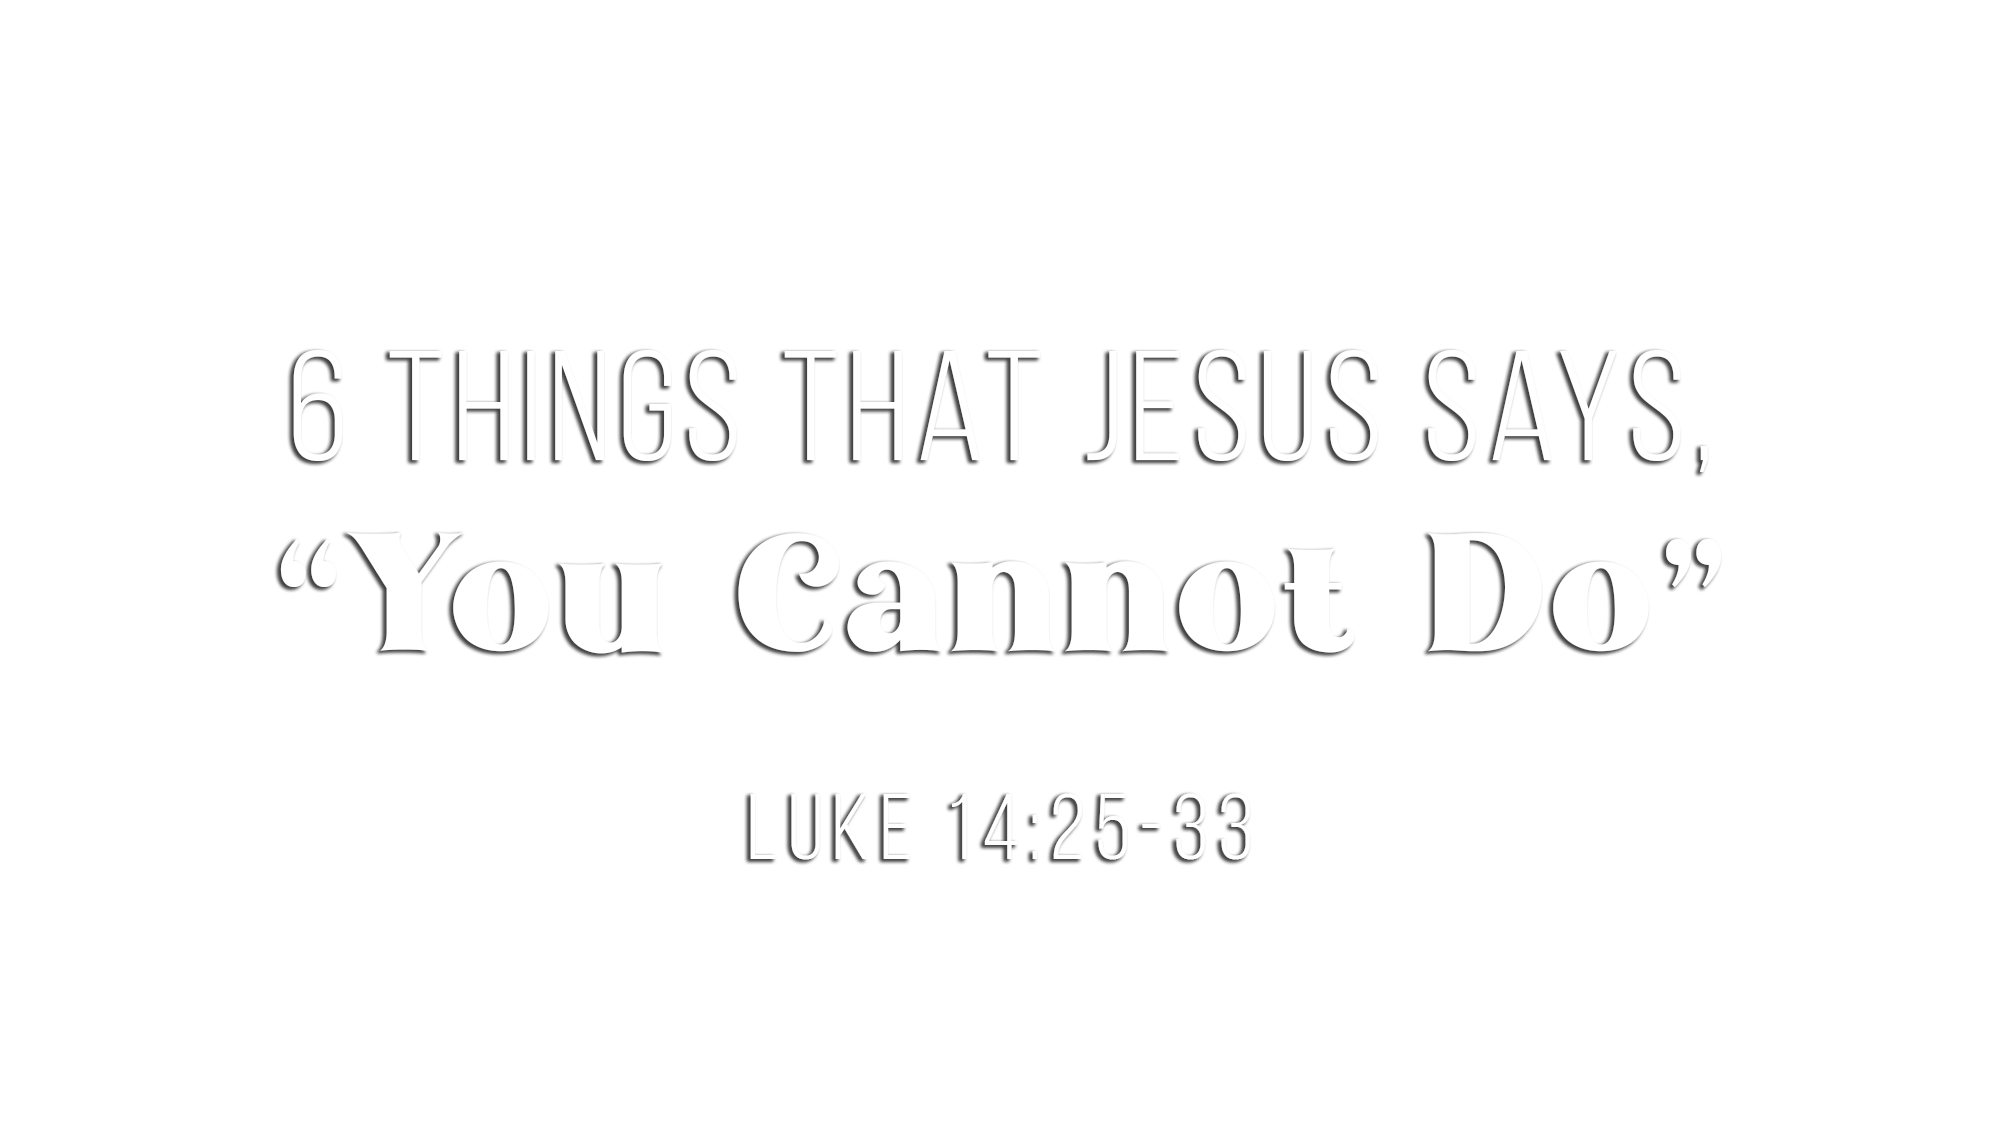 6 THINGS THAT JESUS SAYS,
“You Cannot Do”
LUKE 14:25-33